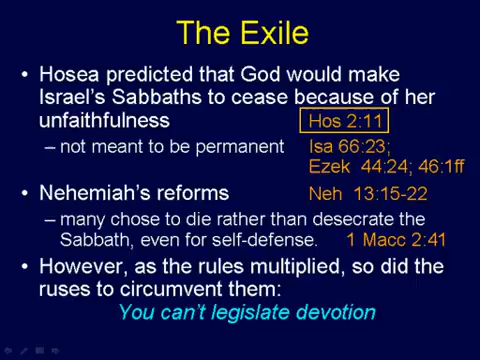 The Exile
• Hosea predicted that God would make
Israel's Sabbaths to cease because of her
unfaithfulness Hos 2:11
– not meant to be permanent Isa 66:23;
Ezek 44:24; 46:1ff
• Nehemiah's reforms Neh 13:15-22
– many chose to die rather than desecrate the
Sabbath, even for self-defense. 1 Macc 2:41
• However, as the rules multiplied, so did the
ruses to circumvent them:
You can't legislate devotion